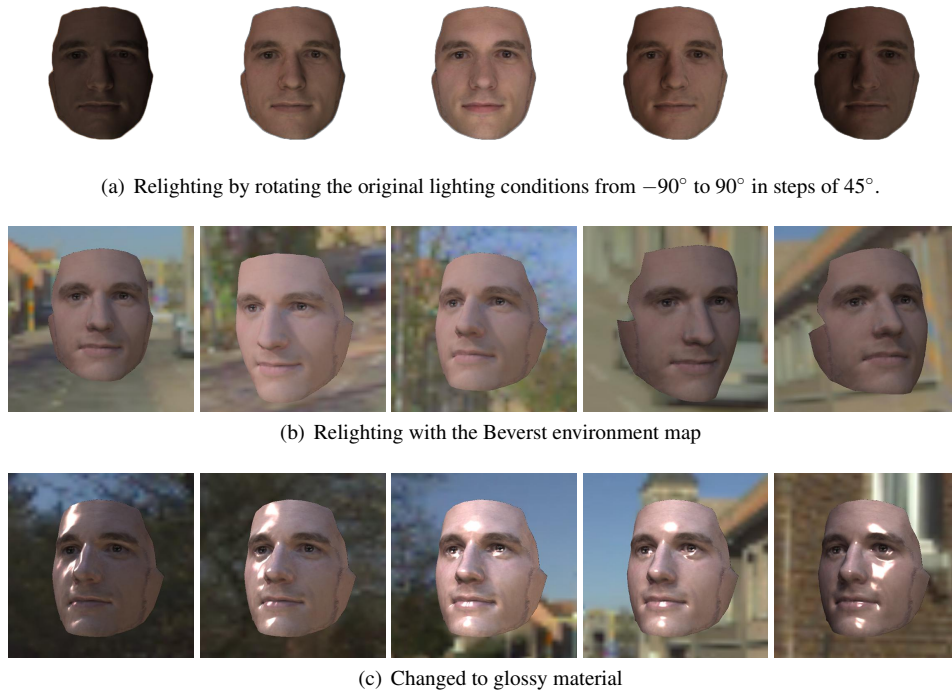 (a) Relighting by rotating the original lighting conditions from −90° to 90° in steps of 45°.
(b) Relighting with the Beverst environment map
(c) Changed to glossy material